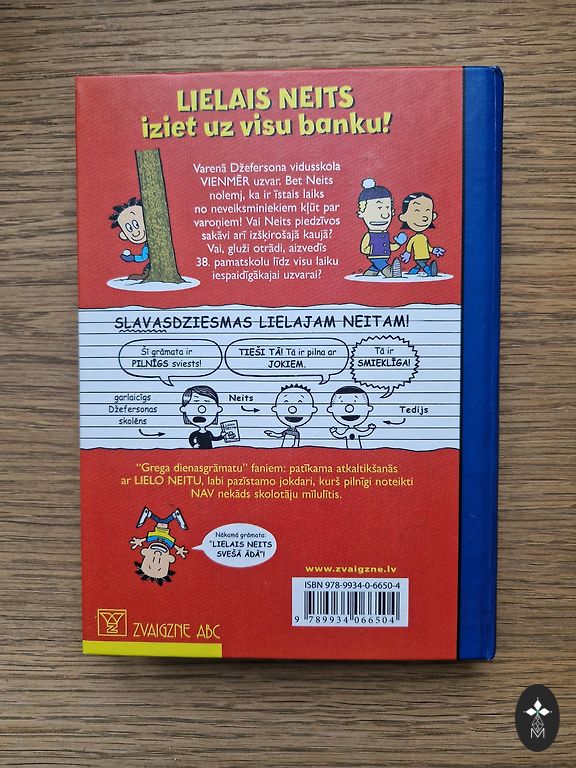 LIELAIS NEITS
iziet uz visu banku!
Varenā Džefersona vidusskola
VIENMĒR uzvar. Bet Neits
nolemj, ka ir īstais laiks
no neveiksminiekiem kļūt par
varoņiem! Vai Neits piedzīvos
sakāvi arī izšķirošajā kaujā?
Vai, gluži otrādi, aizvedīs
38. pamatskolu līdz visu laiku
iespaidīgākajai uzvarai?
SLAVASDZIESMAS LIELAJAM NEITAM!
Šī grāmata ir
PILNĪGS sviests!
TIEŠI TĀ! Tā ir pilna ar
JOKIEM.
Tā ir
SMIEKLĪGA!
garlaicīgs
Džefersonas
skolēns
Neits
Tedijs
"Grega dienasgrāmatu" faniem: patīkama atkaltikšanās
ar LIELO NEITU, labi pazīstamo jokdari, kurš pilnīgi noteikti
NAV nekāds skolotāju mīlulītis.
Nākamā grāmata:
"LIELAIS NEITS
SVEŠĀ ĀDĀ"!
www.zvaigzne.lv
ISBN 978-9934-0-6650-4
9 789934 066504
ZVAIGZNE ABC
M